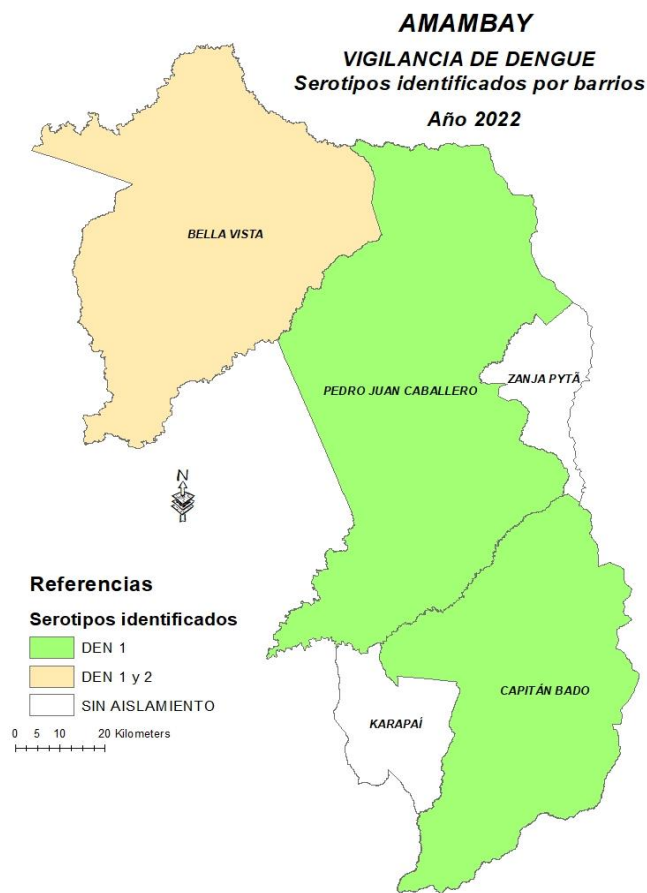 AMAMBAY
VIGILANCIA DE DENGUE
Serotipos identificados por barrios
Año 2022
BELLA VISTA
ZANJA PYTÃ
PEDRO JUAN CABALLERO
N
CAPITÁN BADO
KARAPAÍ
Referencias
Serotipos identificados
DEN 1
DEN 1 y 2
SIN AISLAMIENTO
0 5 10 20 Kilometers